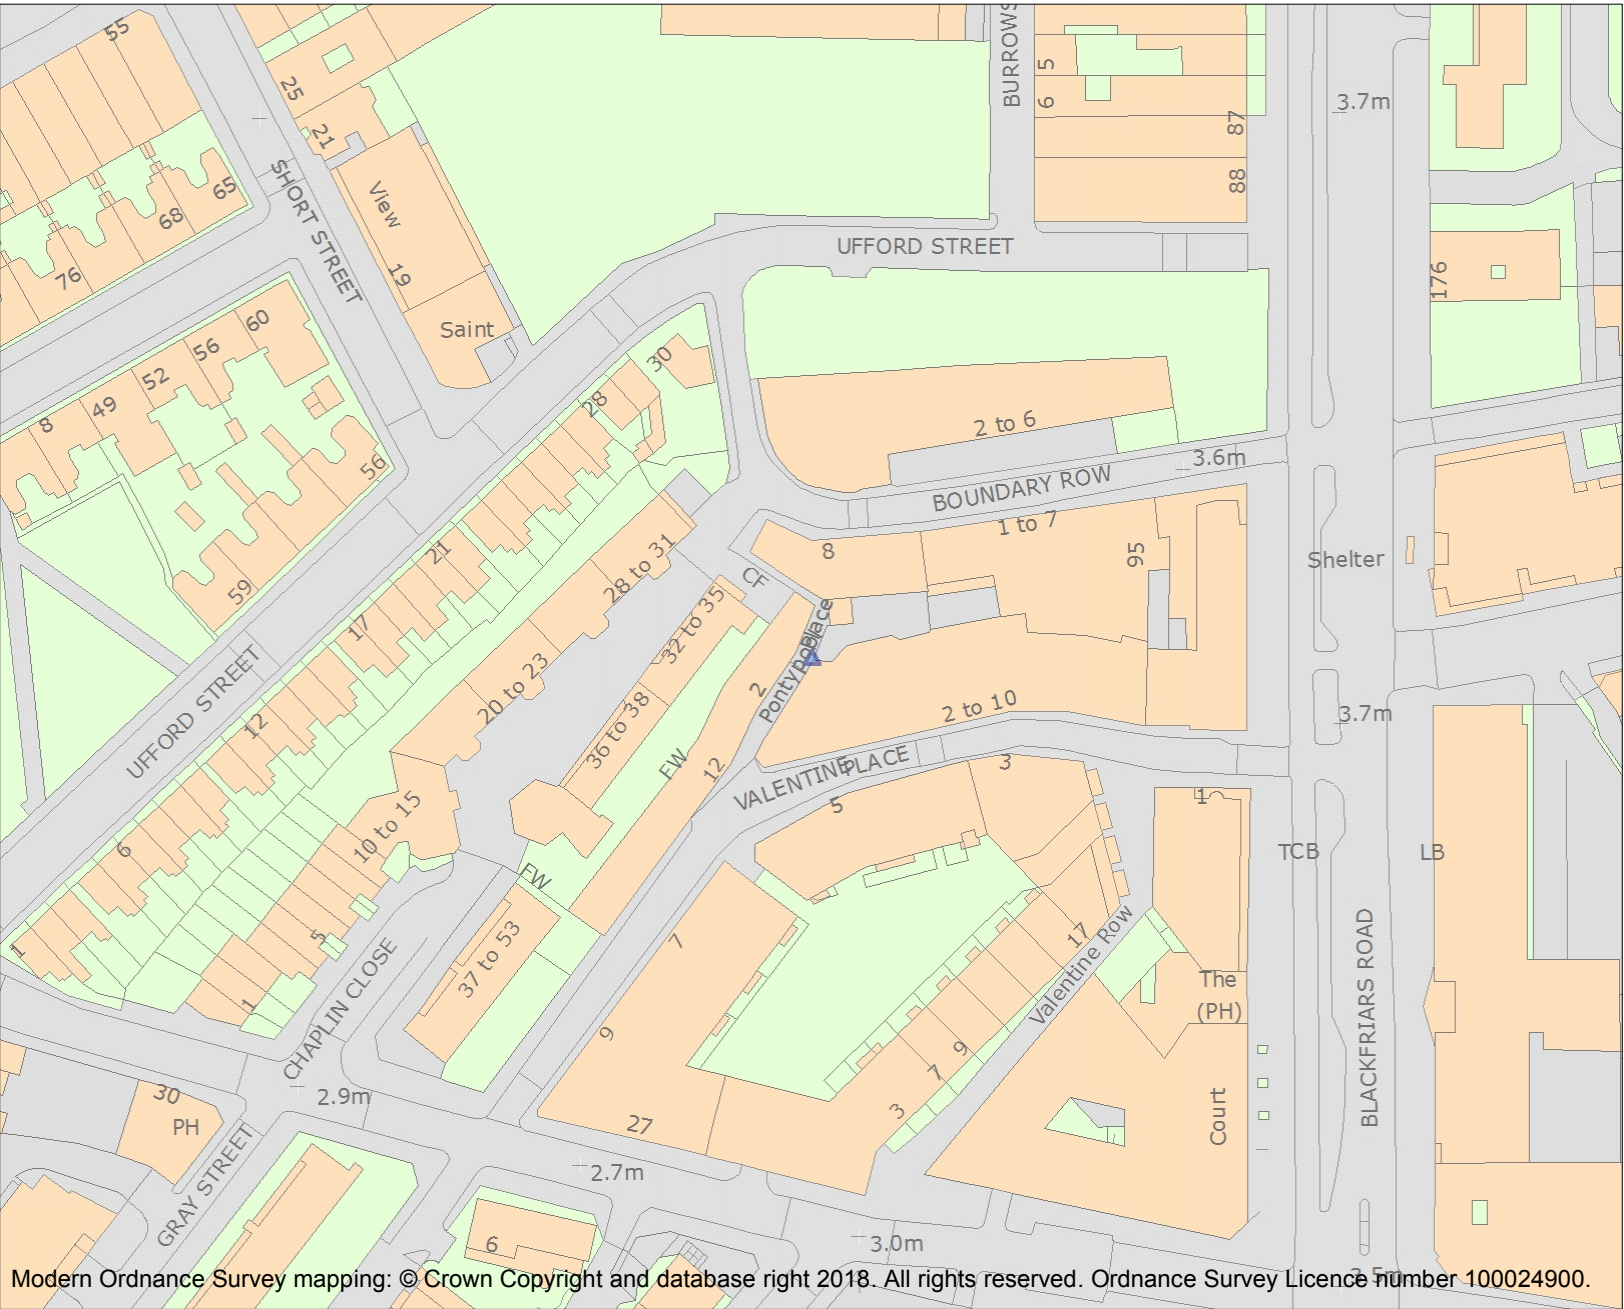 55
BURROWS
25
5
6
3.7m
21
87
65
68
SHORT STREET
View
88
76
19
UFFORD STREET
176
60
Saint
56
30
52
28
49
8
2 to 6
3.6m
BOUNDARY ROW
56
1 to 7
21
8
95
Shelter
28 to 31
CF
59
32 to 35
17
Pontypool Place
UFFORD STREET
20 to 23
2
12
36 to 38
2 to 10
3.7m
FW
12
VALENTINE PLACE
3
5
1
10 to 15
6
TCB
LB
FW
7
17
5
1
37 to 53
Valentine Row
BLACKFRIARS ROAD
The
(PH)
1
CHAPLIN CLOSE
9
9
7
30
2.9m
3
Court
27
PH
GRAY STREET
2.7m
6
3.0m
3.5m
Modern Ordnance Survey mapping: © Crown Copyright and database right 2018. All rights reserved. Ordnance Survey Licence number 100024900.